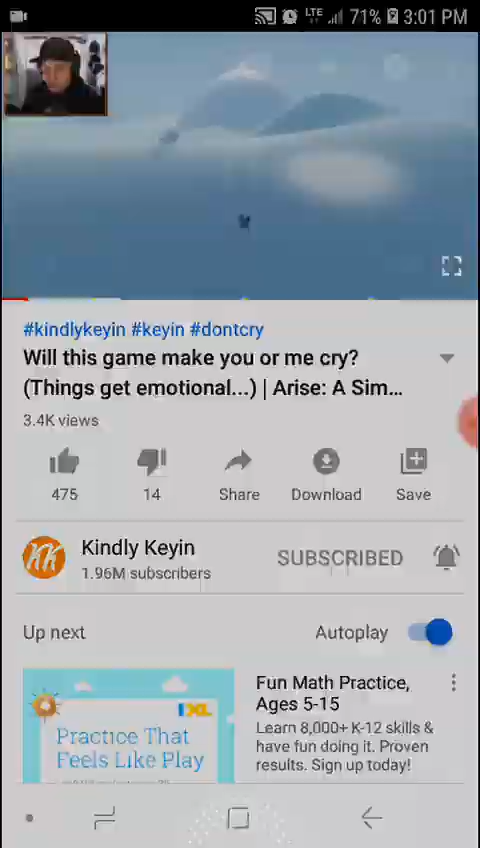 LTE 71% 3:01 PM
#kindlykeyin #keyin #dontcry
Will this game make you or me cry?
(Things get emotional...) | Arise: A Sim...
3.4K views
475 14 Share Download Save
KK
Kindly Keyin
1.96M subscribers
SUBSCRIBED
Up next Autoplay
IXL
Practice That
Feels Like Play
Fun Math Practice,
Ages 5-15
Learn 8,000+ K-12 skills &
have fun doing it. Proven
results. Sign up today!